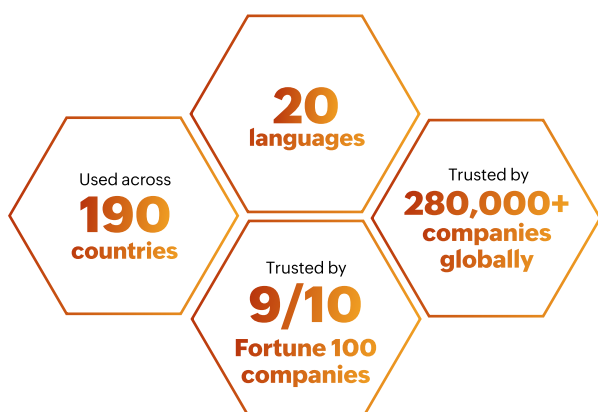 20
languages
Used across
190
countries
Trusted by
280,000+
companies
globally
Trusted by
9/10
Fortune 100
companies